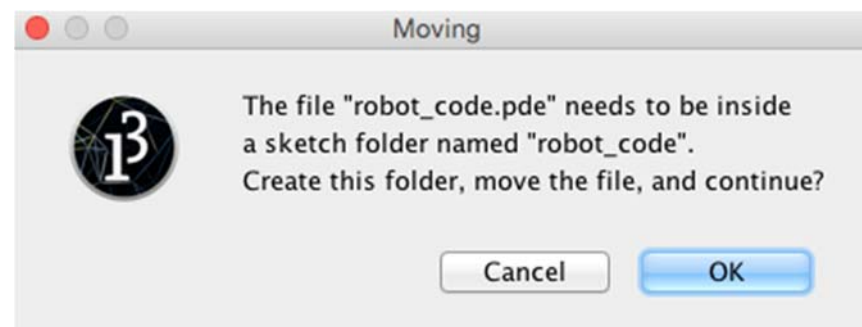 Moving
The file "robot_code.pde" needs to be inside
a sketch folder named "robot_code".
Create this folder, move the file, and continue?
Cancel OK